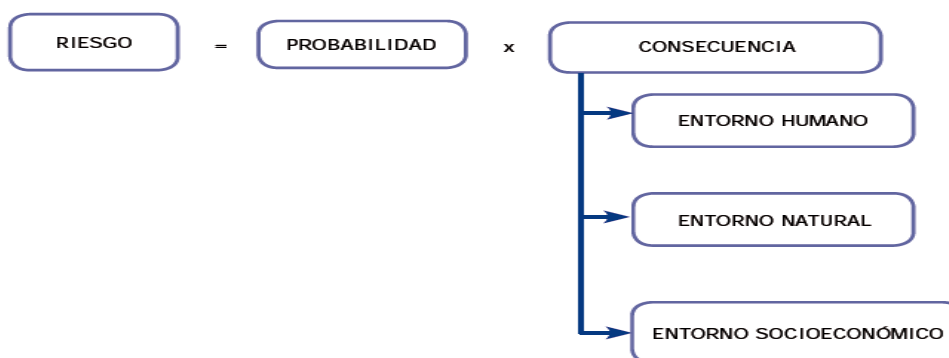 RIESGO = PROBABILIDAD x CONSECUENCIA
ENTORNO HUMANO
ENTORNO NATURAL
ENTORNO SOCIOECONÓMICO